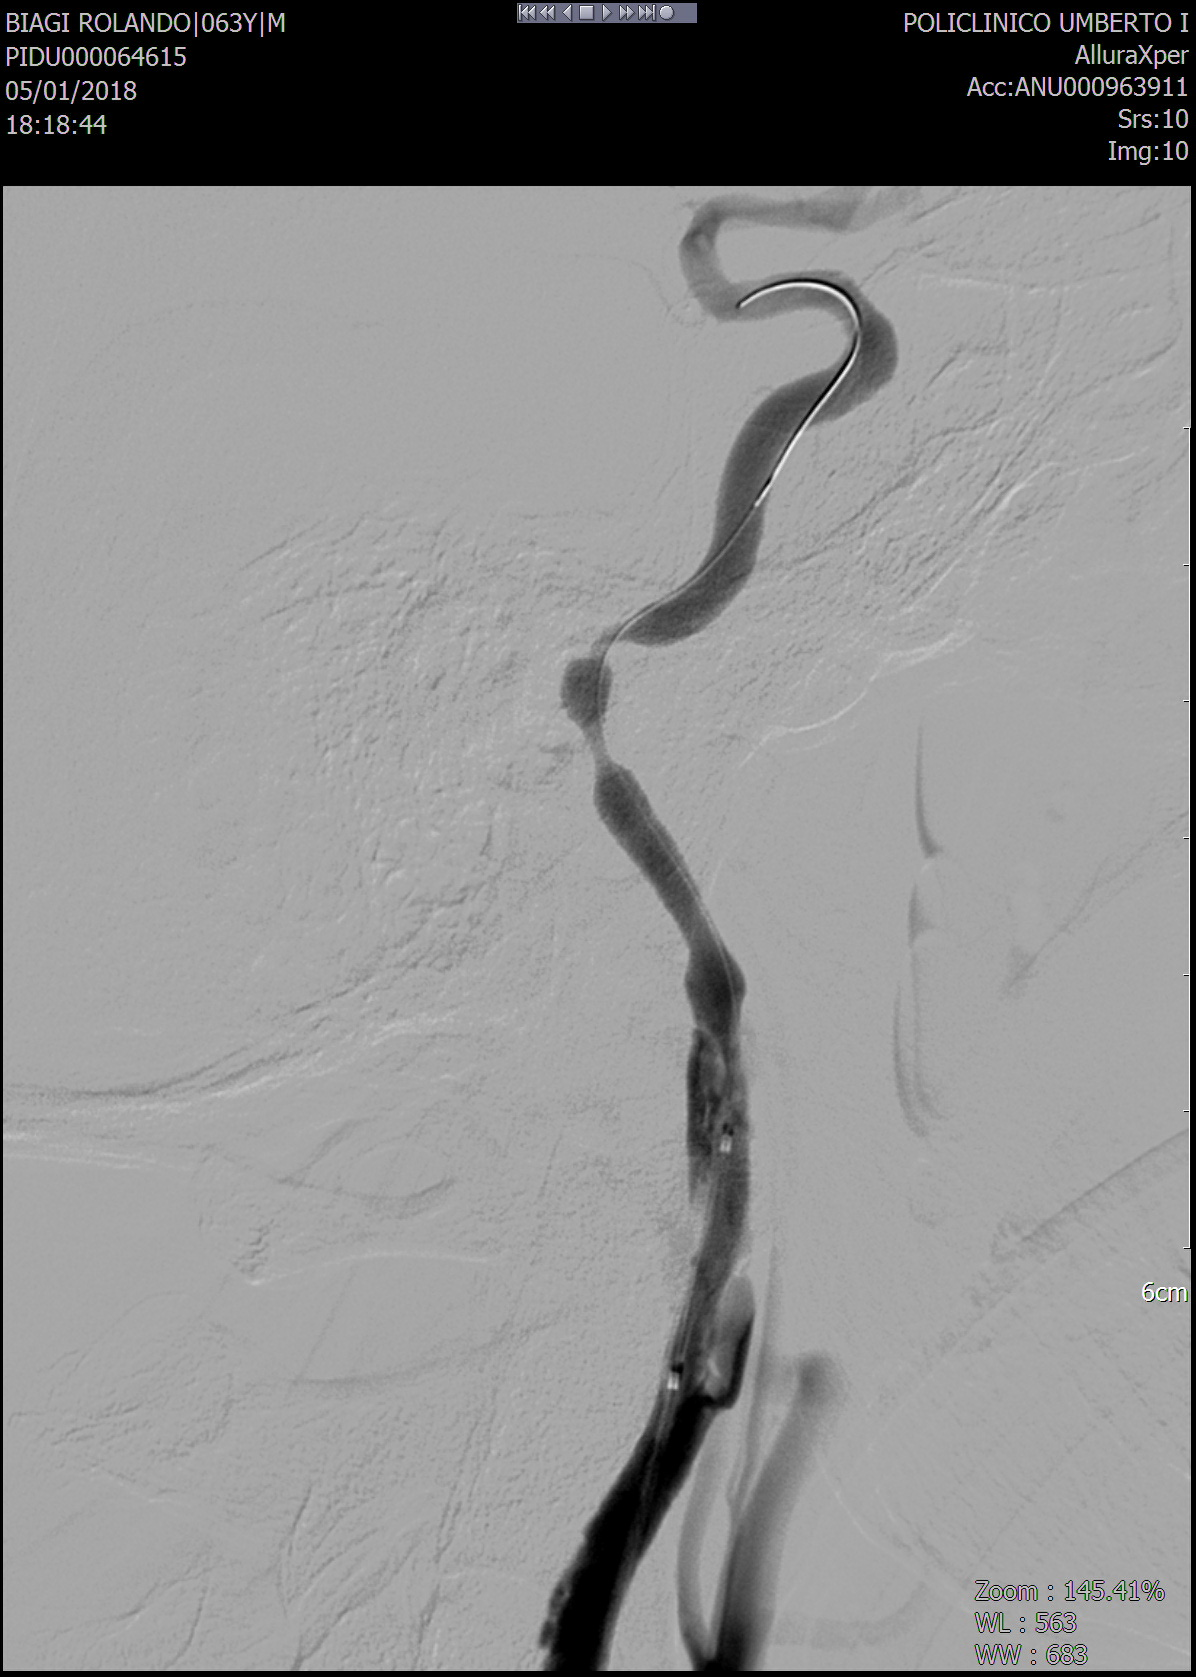 BIAGI ROLANDO|063Y|M
PIDU000064615
05/01/2018
18:18:44
POLICLINICO UMBERTO I
AlluraXper
Acc:ANU000963911
Srs:10
Img:10
6cm
Zoom : 145.41%
WL : 563
WW : 683